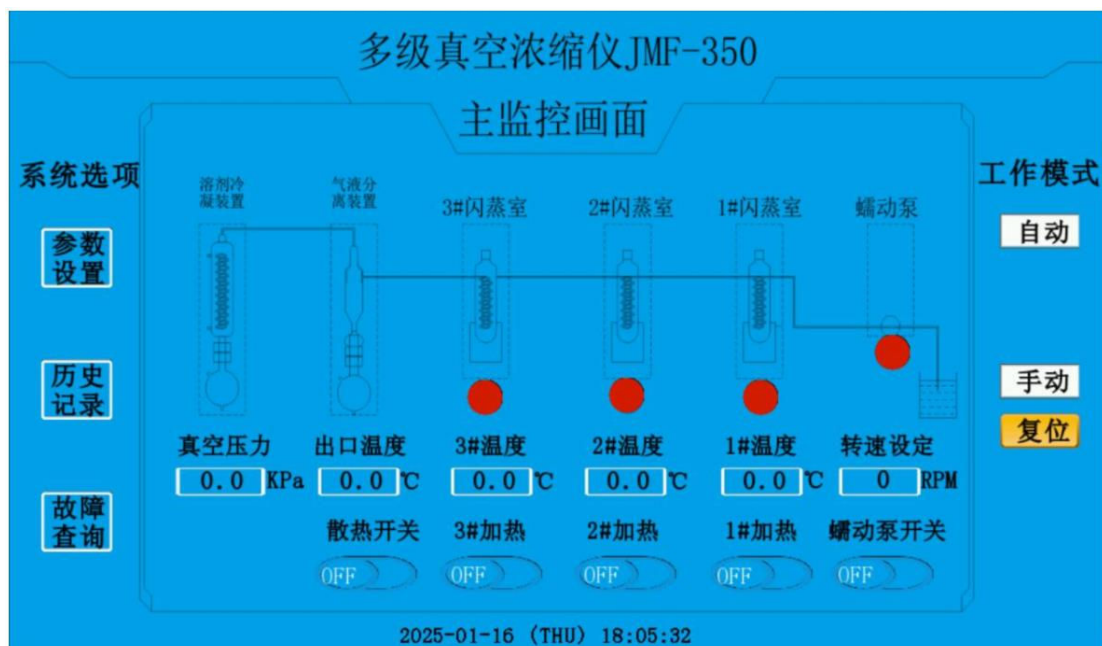 多级真空浓缩仪JMF-350
主监控画面
系统选项
工作模式
溶剂冷
凝装置
气液分
离装置
3#闪蒸室
2#闪蒸室
1#闪蒸室
蠕动泵
参数
设置
自动
历史
记录
手动
复位
真空压力
出口温度
3#温度
2#温度
1#温度
转速设定
0.0 KPa
0.0 ℃
0.0 ℃
0.0 ℃
0.0 ℃
0 RPM
故障
查询
散热开关
3#加热
2#加热
1#加热
蠕动泵开关
OFF
OFF
OFF
OFF
OFF
2025-01-16 (THU) 18:05:32